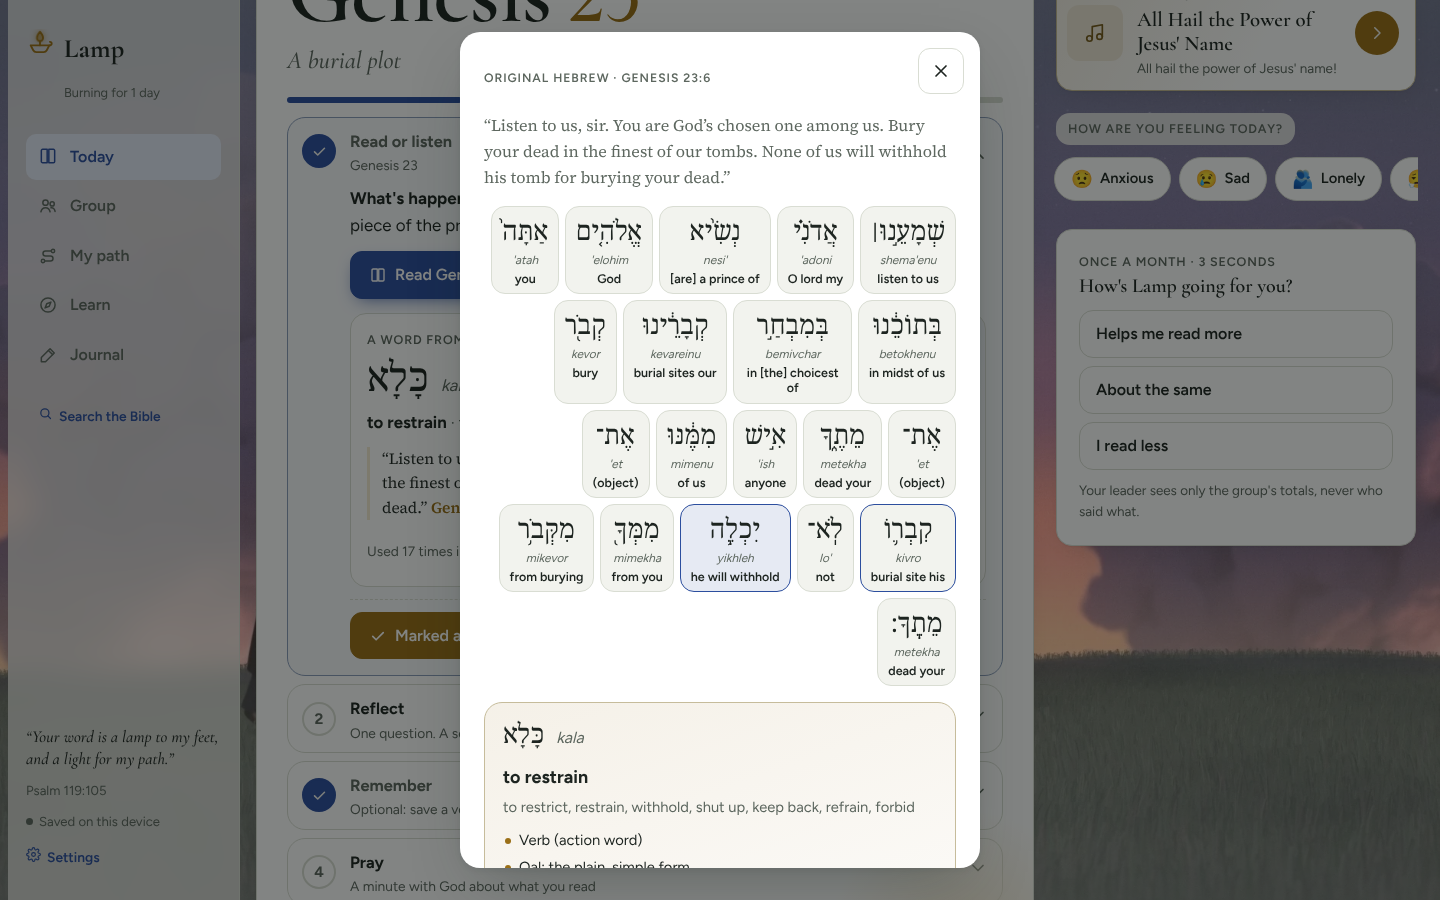 Lamp
Burning for 1 day
Today
Group
My path
Learn
Journal
Search the Bible
“Your word is a lamp to my feet,
and a light for my path.”
Psalm 119:105
Saved on this device
Settings
Genesis 23
A burial plot
Read or listen
Genesis 23
What's happen
piece of the pr
Read Gen
A WORD FROM
כָּלָא ka
to restrain ·
“Listen to u
the finest o
dead.” Gen
Used 17 times i
Marked a
2
Reflect
One question. A s
Remember
Optional: save a v
4
Pray
A minute with God about what you read
ORIGINAL HEBREW · GENESIS 23:6
“Listen to us, sir. You are God’s chosen one among us. Bury
your dead in the finest of our tombs. None of us will withhold
his tomb for burying your dead.”
שְׁמָעֵ֣נוּ׀ אֲדֹנִ֗י נְשִׂ֨יא אֱלֹהִ֤ים אַתָּה֙
'atah 'elohim nesi' 'adoni shema'enu
you God [are] a prince of O lord my listen to us
בְּתוֹכֵ֔נוּ בְּמִבְחַ֣ר קְבָרֵ֔ינוּ קְבֹ֖ר
kevor kevareinu bemivchar betokhenu
bury burial sites our in [the] choicest of in midst of us
אֶת־ מֵתֶ֑ךָ אִ֣ישׁ מִמֶּ֔נּוּ אֶת־
'et mimenu 'ish metekha 'et
(object) of us anyone dead your (object)
קִבְר֛וֹ לֹֽא־ יִכְלֶ֥ה מִמְּךָ֖ מִקְּבֹ֥ר
mikevor mimekha yikhleh lo' kivro
from burying from you he will withhold not burial site his
מֵתֶֽךָ׃
metekha
dead your
כָּלָא kala
to restrain
to restrict, restrain, withhold, shut up, keep back, refrain, forbid
Verb (action word)
Qal: the plain, simple form
All Hail the Power of
Jesus' Name
All hail the power of Jesus' name!
HOW ARE YOU FEELING TODAY?
Anxious
Sad
Lonely
ONCE A MONTH · 3 SECONDS
How's Lamp going for you?
Helps me read more
About the same
I read less
Your leader sees only the group's totals, never who
said what.